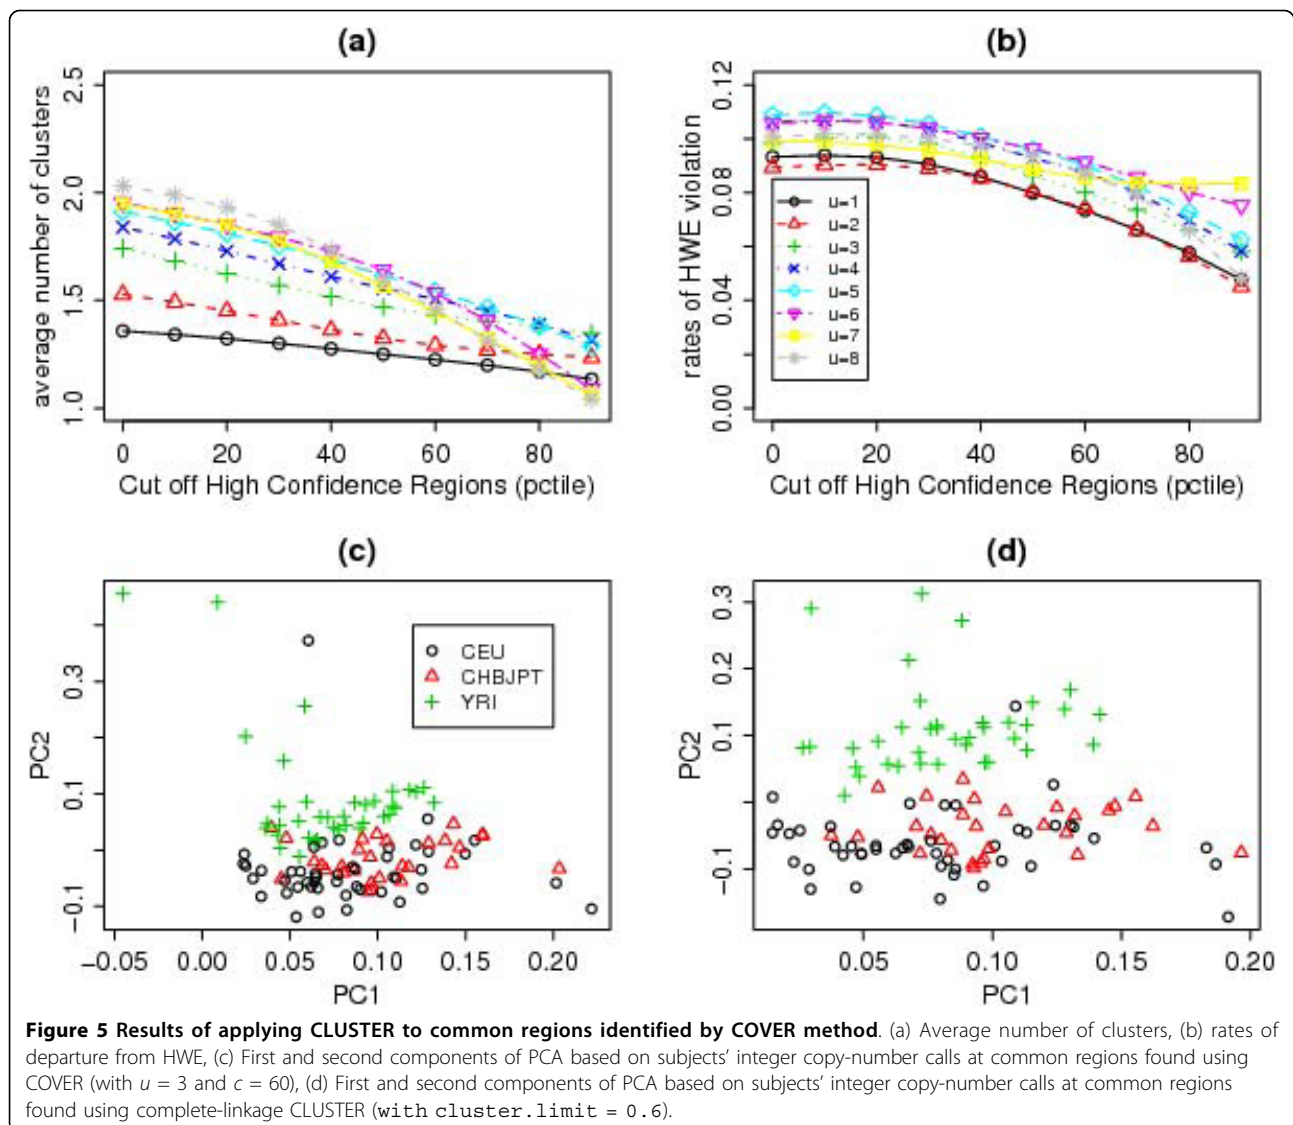 (a)
average number of clusters
2.5
2.0
1.5
1.0
0 20 40 60 80
Cut off High Confidence Regions (pctile)
(b)
rates of HWE violation
0.12
0.08
0.04
0.00
u=1
u=2
u=3
u=4
u=5
u=6
u=7
u=8
0 20 40 60 80
Cut off High Confidence Regions (pctile)
(c)
PC2
0.3
0.1
−0.1
CEU
CHBJPT
YRI
−0.05 0.00 0.05 0.10 0.15 0.20
PC1
(d)
PC2
0.3
0.2
0.1
−0.1
0.05 0.10 0.15 0.20
PC1
Figure 5 Results of applying CLUSTER to common regions identified by COVER method. (a) Average number of clusters, (b) rates of
departure from HWE, (c) First and second components of PCA based on subjects' integer copy-number calls at common regions found using
COVER (with u = 3 and c = 60), (d) First and second components of PCA based on subjects' integer copy-number calls at common regions
found using complete-linkage CLUSTER (with cluster.limit = 0.6).